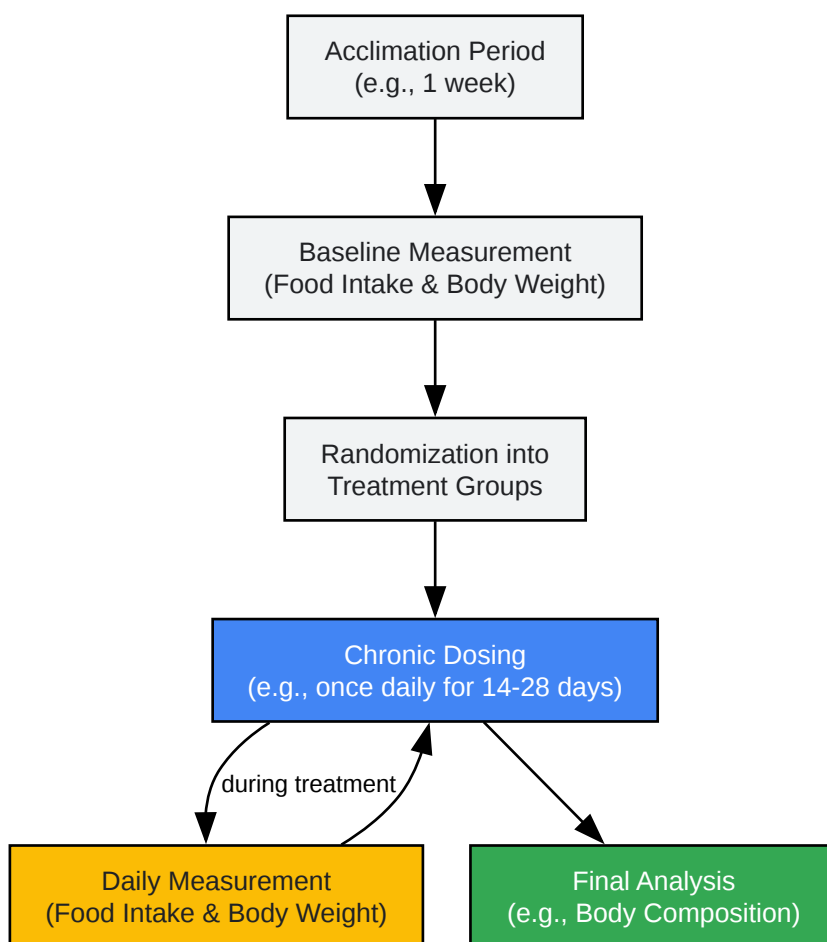 Acclimation Period
(e.g., 1 week)
Baseline Measurement
(Food Intake & Body Weight)
Randomization into
Treatment Groups
Chronic Dosing
(e.g., once daily for 14-28 days)
during treatment
Daily Measurement
(Food Intake & Body Weight)
Final Analysis
(e.g., Body Composition)